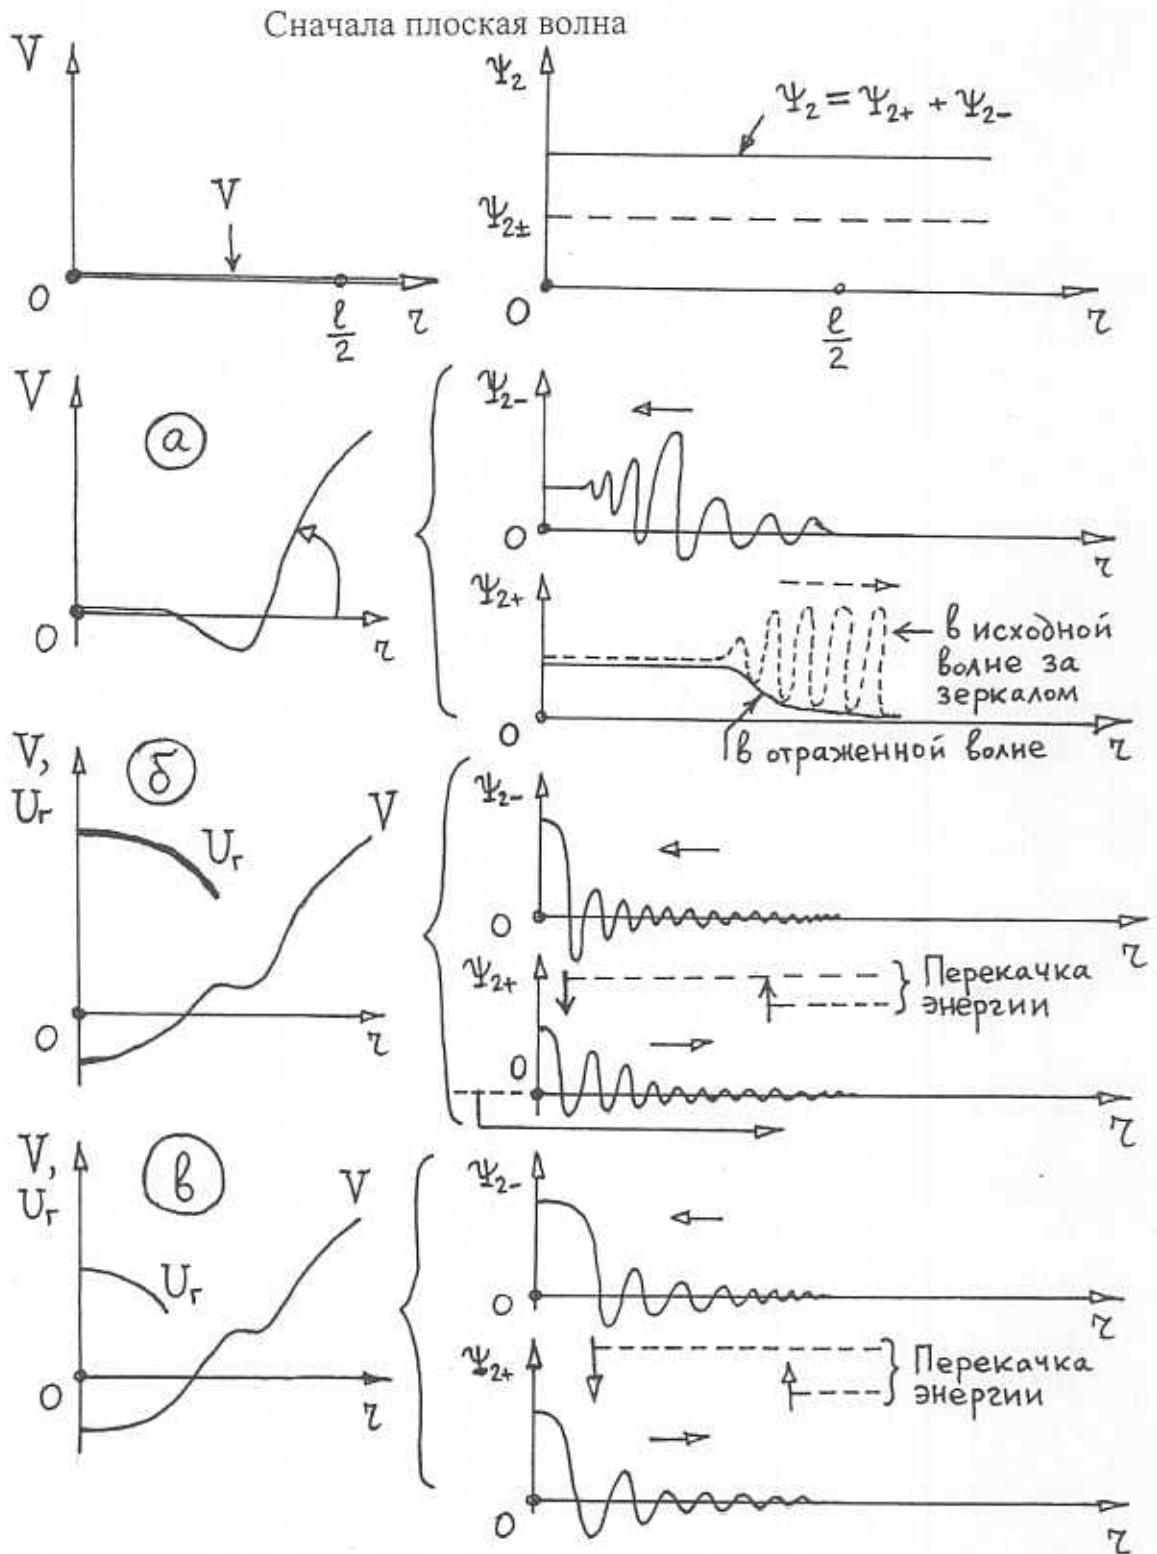 Сначала плоская волна
V
Ψ₂
Ψ₂ = Ψ₂₊ + Ψ₂₋
V
Ψ₂±
0
ℓ/2
r
0
ℓ/2
r
V
а
0
r
Ψ₂₋
0
r
Ψ₂₊
в исходной
волне за
зеркалом
0
в отраженной волне
r
V,
Uг
б
Uг
V
0
r
Ψ₂₋
0
r
Ψ₂₊
Перекачка
энергии
0
r
V,
Uг
в
V
Uг
0
r
Ψ₂₋
0
r
Ψ₂₊
Перекачка
энергии
0
r